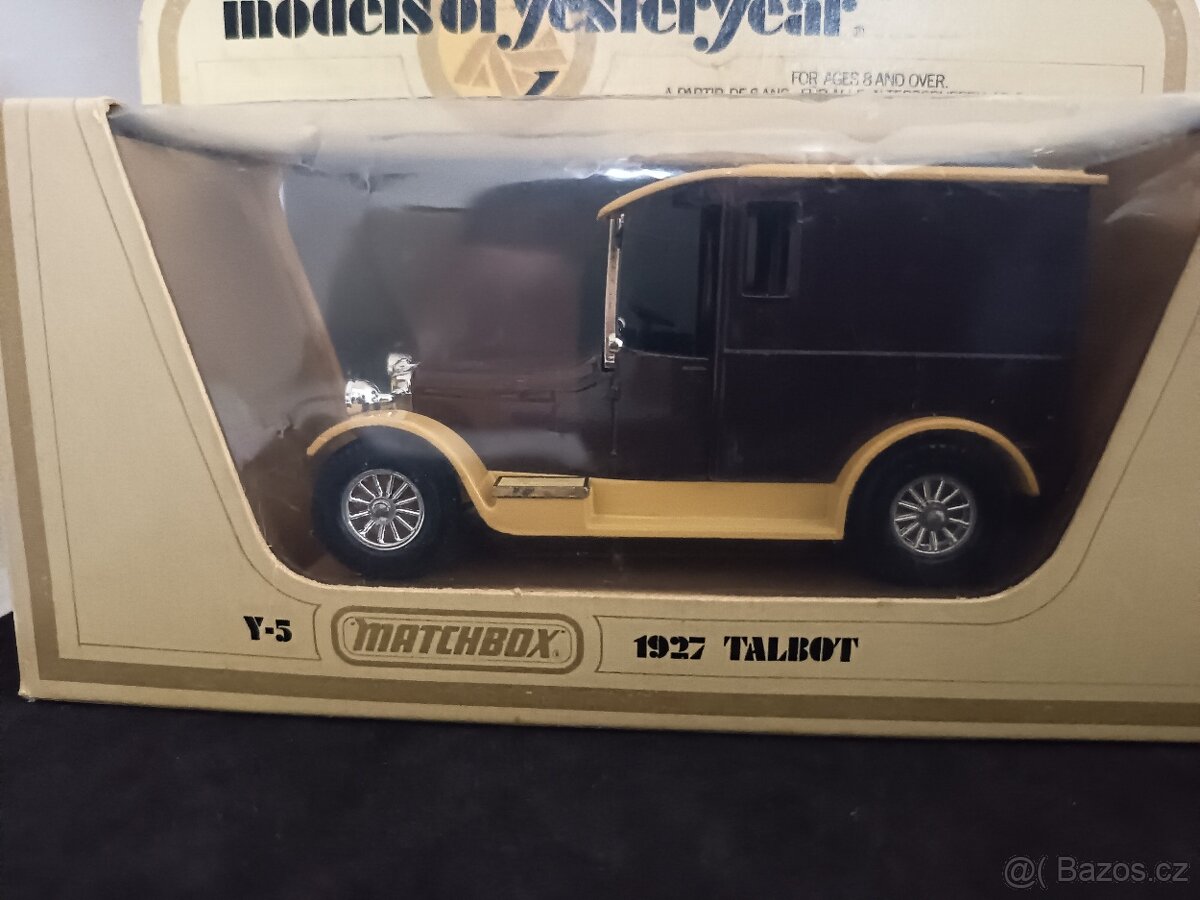 models of yesteryear
FOR AGES 8 AND OVER.
Y-5
MATCHBOX
1927 TALBOT
@( Bazos.cz